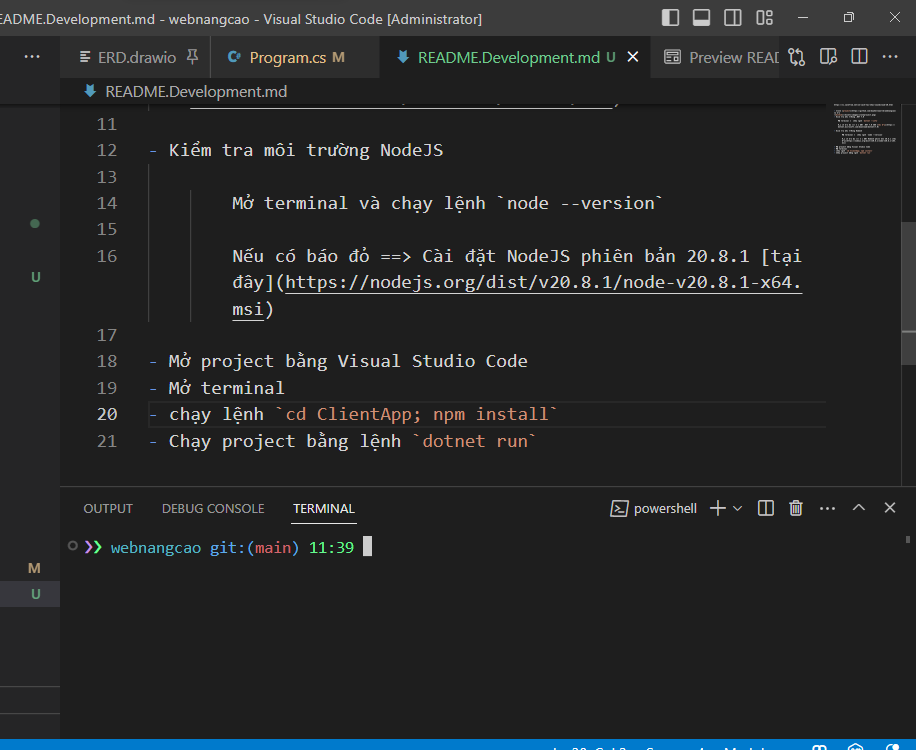 EADME.Development.md - webnangcao - Visual Studio Code [Administrator]
ERD.drawio
Program.cs M
README.Development.md U
Preview READ
README.Development.md
11
12 - Kiểm tra môi trường NodeJS
13
14 Mở terminal và chạy lệnh `node --version`
15
16 Nếu có báo đỏ ==> Cài đặt NodeJS phiên bản 20.8.1 [tại
đây](https://nodejs.org/dist/v20.8.1/node-v20.8.1-x64.
msi)
17
18 - Mở project bằng Visual Studio Code
19 - Mở terminal
20 - chạy lệnh `cd ClientApp; npm install`
21 - Chạy project bằng lệnh `dotnet run`
U
M
U
OUTPUT DEBUG CONSOLE TERMINAL powershell
webnangcao git:(main) 11:39